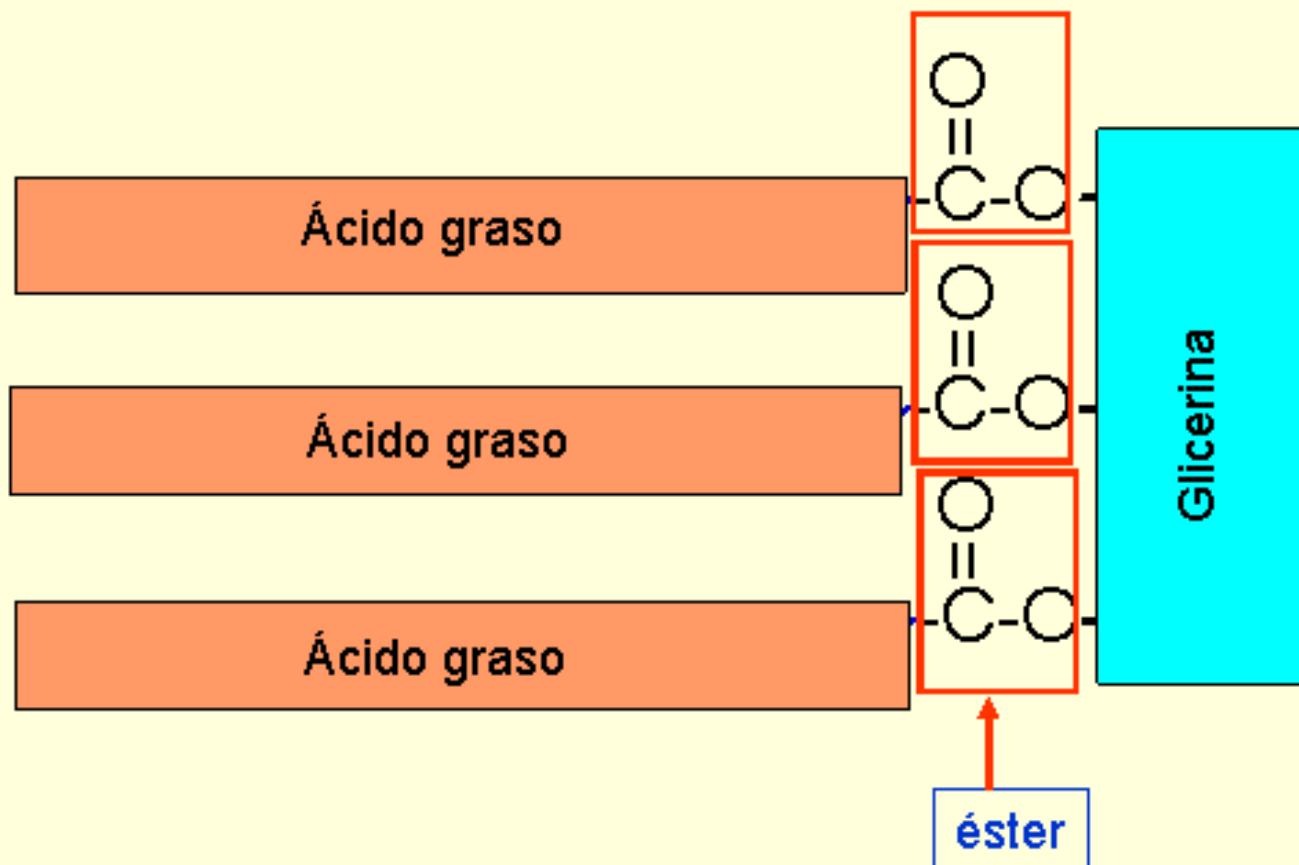 O
||
Ácido graso -C-O- Glicerina
O
||
Ácido graso -C-O-
O
||
Ácido graso -C-O-
éster